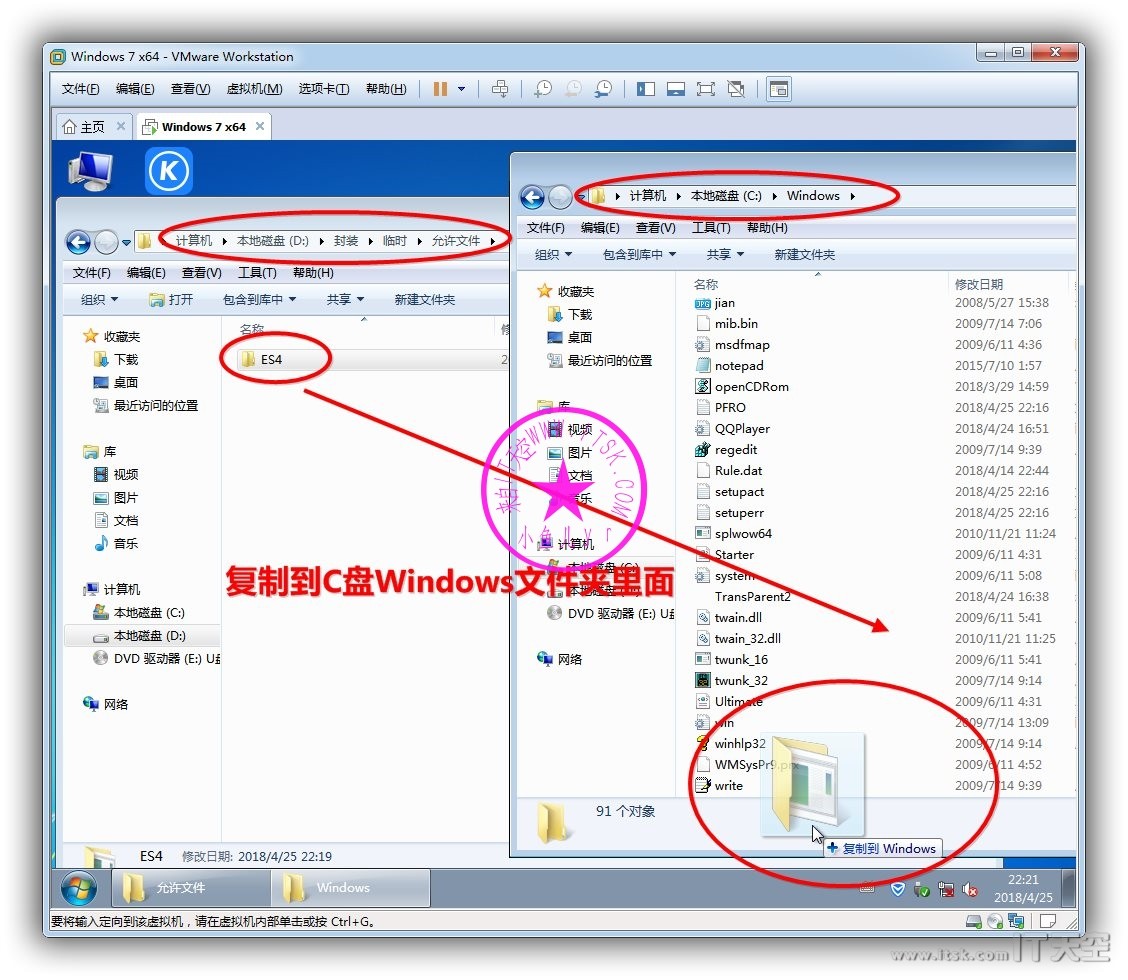 Windows 7 x64 - VMware Workstation
文件(F) 编辑(E) 查看(V) 虚拟机(M) 选项卡(T) 帮助(H)
主页 Windows 7 x64
K
计算机 本地磁盘 (D:) 封装 临时 允许文件
文件(F) 编辑(E) 查看(V) 工具(T) 帮助(H)
组织 打开 包含到库中 共享 新建文件夹
收藏夹
下载
桌面
最近访问的位置
库
视频
图片
文档
音乐
计算机
本地磁盘 (C:)
本地磁盘 (D:)
DVD 驱动器 (E:)
网络
名称
ES4
ES4 修改日期: 2018/4/25 22:19
计算机 本地磁盘 (C:) Windows
文件(F) 编辑(E) 查看(V) 工具(T) 帮助(H)
组织 包含到库中 共享 新建文件夹
收藏夹
下载
桌面
最近访问的位置
库
视频
图片
文档
音乐
计算机
本地磁盘 (C:)
本地磁盘 (D:)
DVD 驱动器 (E:)
网络
名称 修改日期
jian 2008/5/27 15:38
mib.bin 2009/7/14 7:06
msdfmap 2009/6/11 4:36
notepad 2015/7/10 1:57
openCDRom 2018/3/29 14:59
PFRO 2018/4/25 22:16
QQPlayer 2018/4/24 16:51
regedit 2009/7/14 9:39
Rule.dat 2018/4/14 22:44
setupact 2018/4/25 22:16
setuperr 2018/4/25 22:16
splwow64 2010/11/21 11:24
Starter 2009/6/11 4:31
system 2009/6/11 5:08
TransParent2 2018/4/24 16:38
twain.dll 2009/6/11 5:41
twain_32.dll 2010/11/21 11:25
twunk_16 2009/6/11 5:41
twunk_32 2009/7/14 9:14
Ultimate 2009/6/11 4:31
win 2009/7/14 13:09
winhlp32 2009/7/14 9:14
WMSysPr9.prx 2009/6/11 4:52
write 2009/7/14 9:39
91 个对象
复制到 Windows
来自IT天空WWW.ITSK.COM
小鱼儿yr
复制到C盘Windows文件夹里面
允许文件 Windows
22:21
2018/4/25
要将输入定向到该虚拟机，请在虚拟机内部单击或按 Ctrl+G。
www.itsk.com IT天空